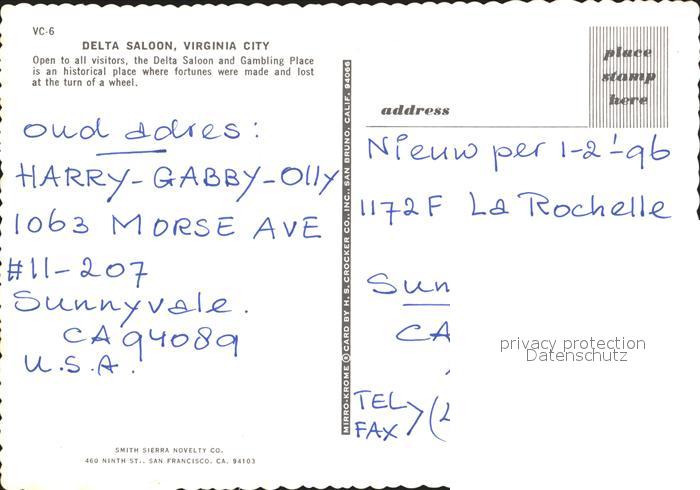 VC-6
DELTA SALOON, VIRGINIA CITY
Open to all visitors, the Delta Saloon and Gambling Place
is an historical place where fortunes were made and lost
at the turn of a wheel.
oud adres:
HARRY-GABBY-Olly
1063 MORSE AVE
#11-207
Sunnyvale.
CA 94089
U.S.A.
SMITH SIERRA NOVELTY CO.
460 NINTH ST., SAN FRANCISCO, CA. 94103
MIRRO-KROME © CARD BY H. S. CROCKER CO., INC., SAN BRUNO, CALIF. 94066
place
stamp
here
address
Nieuw per 1-2-'96
1172F La Rochelle
Sun
CA
TEL
FAX > (
privacy protection
Datenschutz